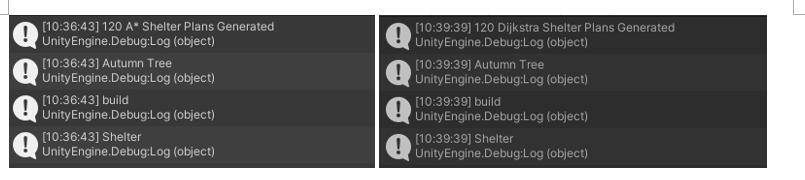 [10:36:43] 120 A* Shelter Plans Generated
UnityEngine.Debug:Log (object)
[10:36:43] Autumn Tree
UnityEngine.Debug:Log (object)
[10:36:43] build
UnityEngine.Debug:Log (object)
[10:36:43] Shelter
UnityEngine.Debug:Log (object)
[10:39:39] 120 Dijkstra Shelter Plans Generated
UnityEngine.Debug:Log (object)
[10:39:39] Autumn Tree
UnityEngine.Debug:Log (object)
[10:39:39] build
UnityEngine.Debug:Log (object)
[10:39:39] Shelter
UnityEngine.Debug:Log (object)